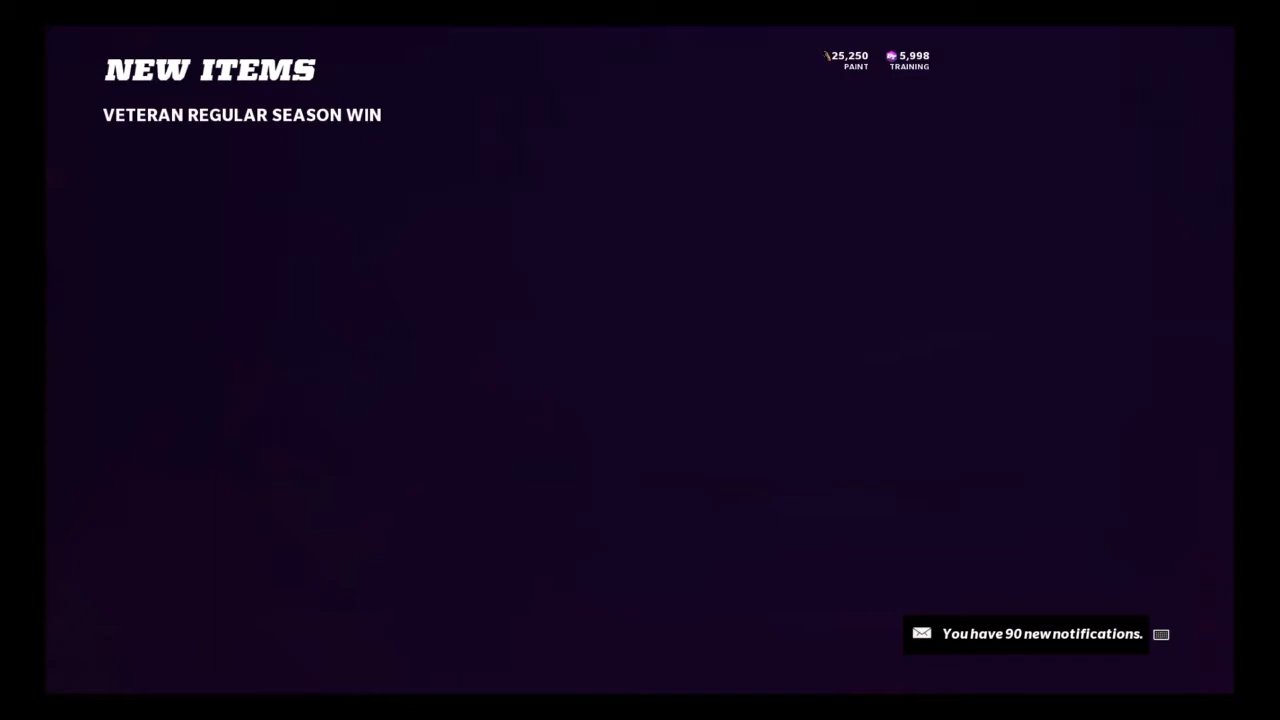 NEW ITEMS
25,250
PAINT
5,998
TRAINING
VETERAN REGULAR SEASON WIN
You have 90 new notifications.